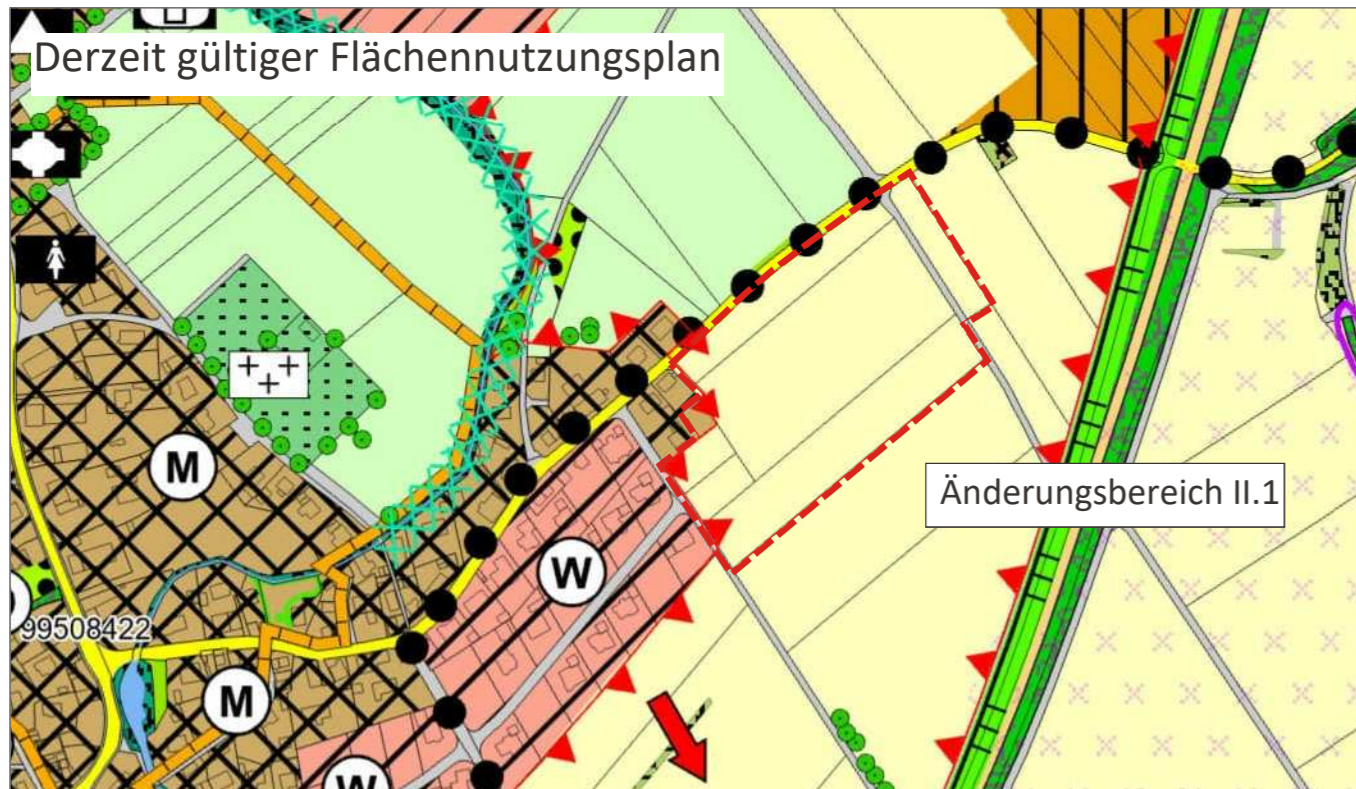 Derzeit gültiger Flächennutzungsplan
M
Änderungsbereich II.1
W
99508422
M
W